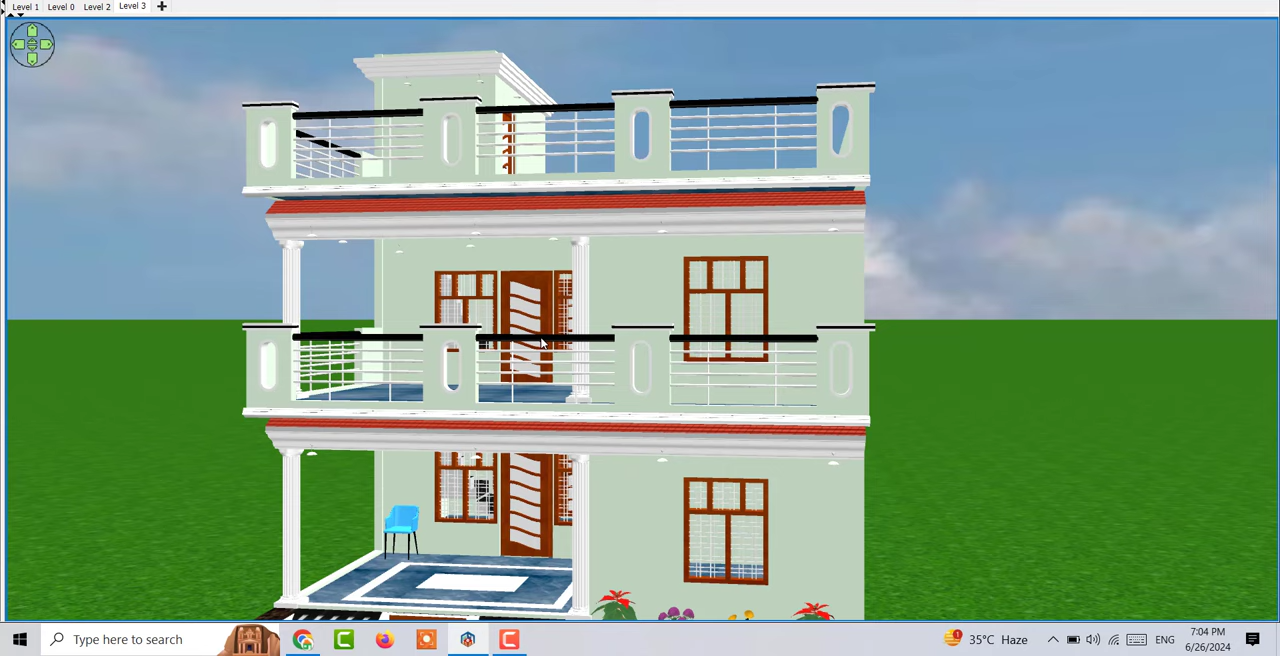 Level 1 Level 0 Level 2 Level 3
Type here to search
1
35°C Haze
ENG
7:04 PM
6/26/2024